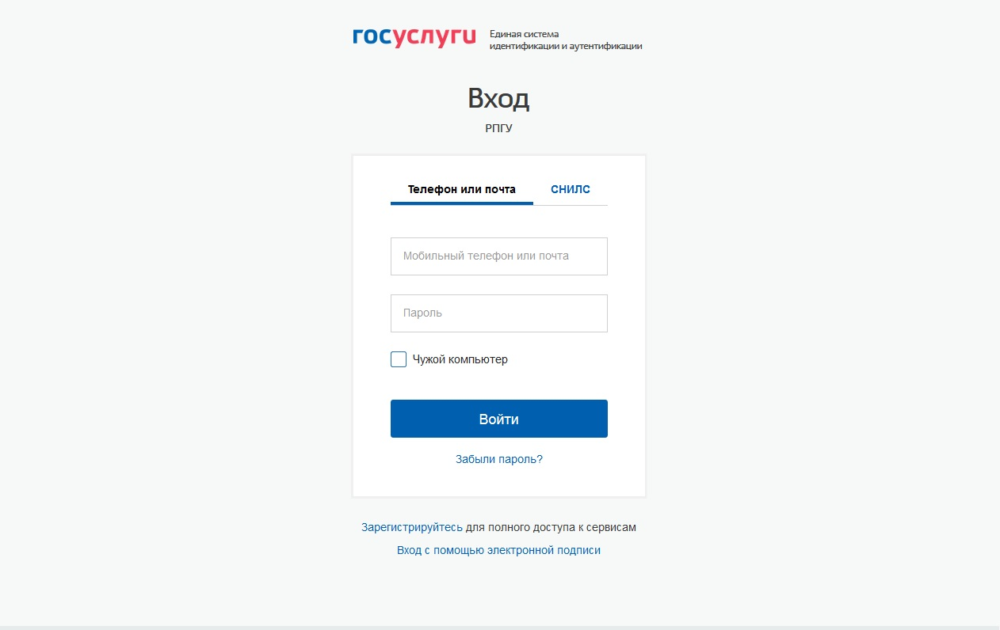 госуслуги
Единая система
идентификации и аутентификации
Вход
РПГУ
Телефон или почта СНИЛС
Мобильный телефон или почта
Пароль
Чужой компьютер
Войти
Забыли пароль?
Зарегистрируйтесь для полного доступа к сервисам
Вход с помощью электронной подписи